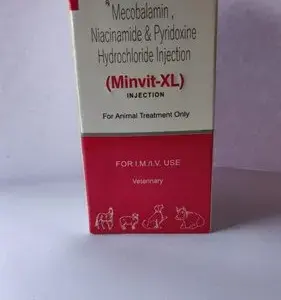 Mecobalamin,
Niacinamide & Pyridoxine
Hydrochloride Injection
(Minvit-XL)
INJECTION
For Animal Treatment Only
FOR I.M./I.V. USE
Veterinary